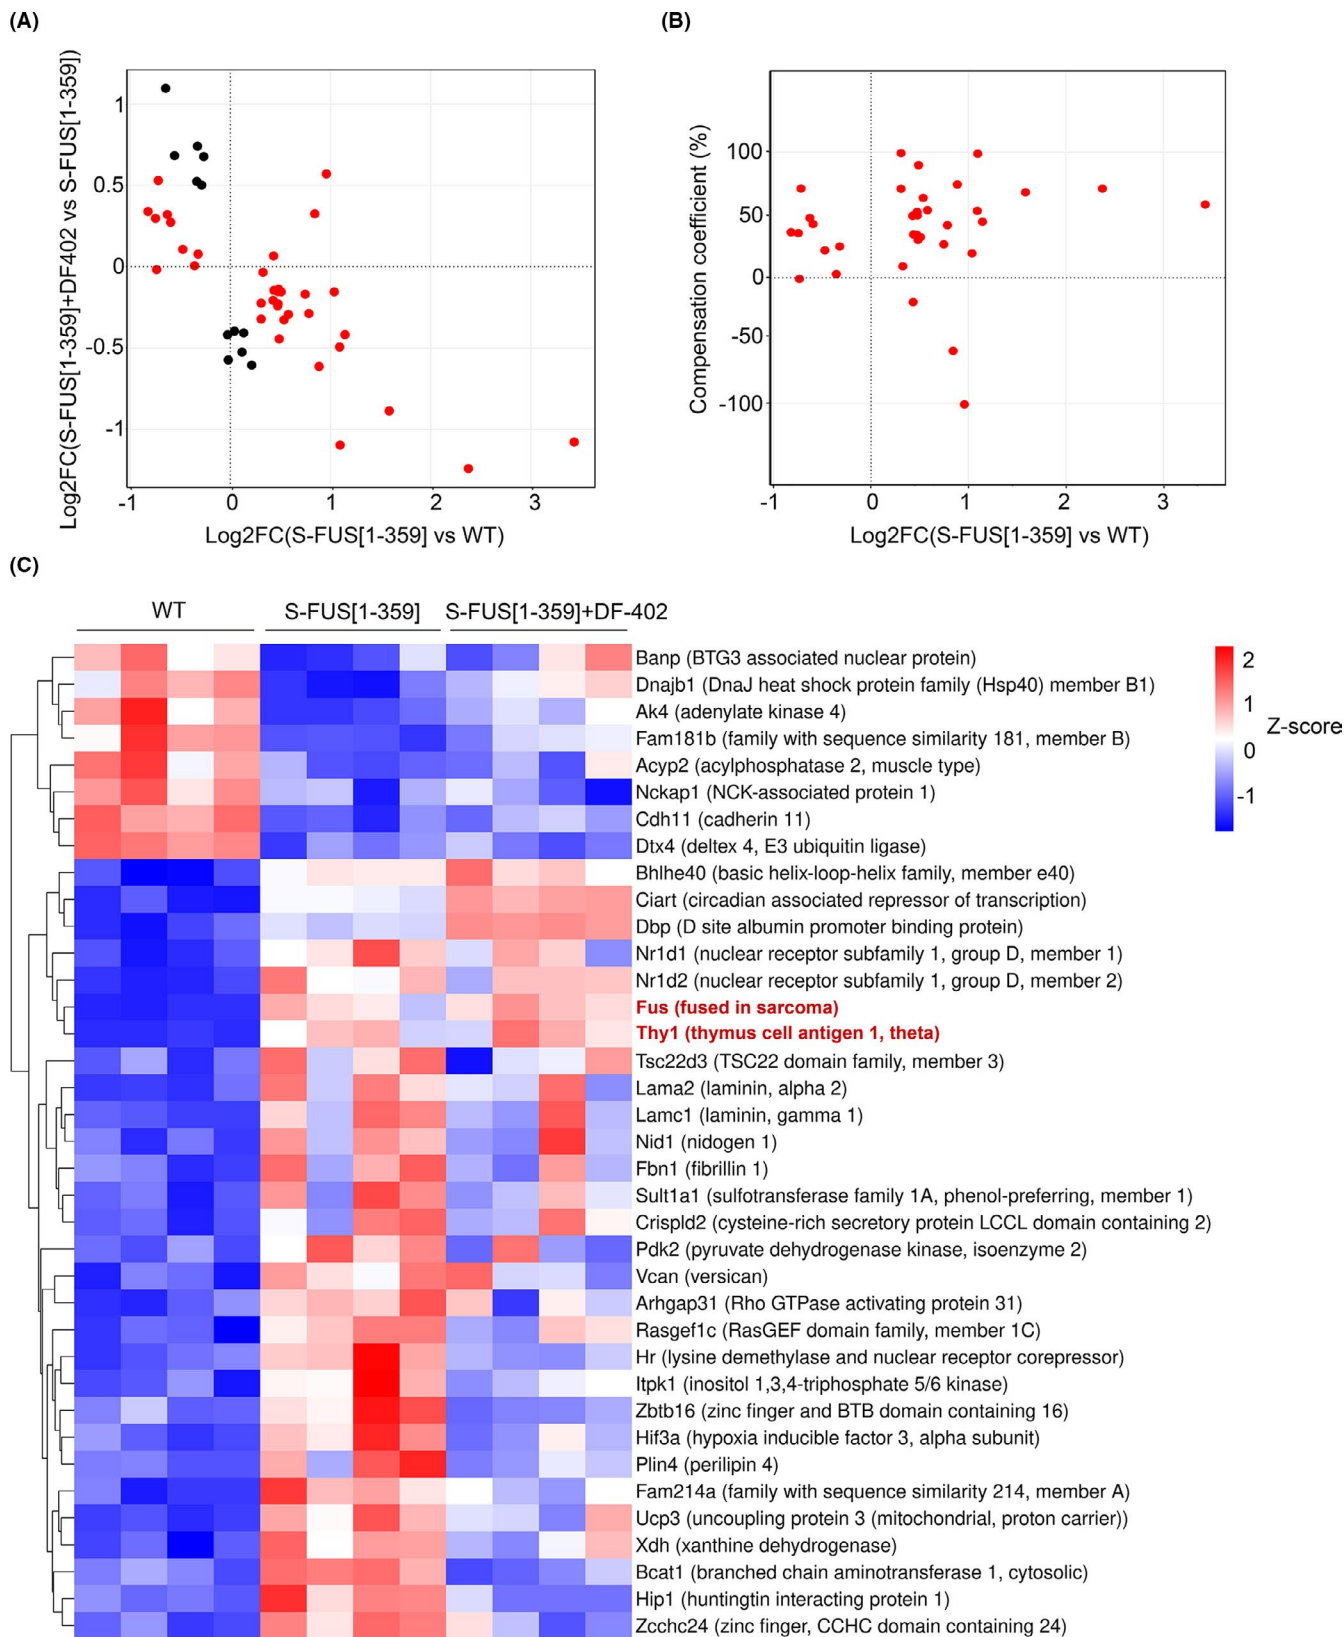 (A)
(B)
Log2FC(S-FUS[1-359]+DF402 vs S-FUS[1-359])
1
0.5
0
-0.5
-1
-1
0
1
2
3
Log2FC(S-FUS[1-359] vs WT)
Compensation coefficient (%)
100
50
0
-50
-100
-1
0
1
2
3
Log2FC(S-FUS[1-359] vs WT)
(C)
WT
S-FUS[1-359]
S-FUS[1-359]+DF-402
Banp (BTG3 associated nuclear protein)
Dnajb1 (DnaJ heat shock protein family (Hsp40) member B1)
Ak4 (adenylate kinase 4)
Fam181b (family with sequence similarity 181, member B)
Acyp2 (acylphosphatase 2, muscle type)
Nckap1 (NCK-associated protein 1)
Cdh11 (cadherin 11)
Dtx4 (deltex 4, E3 ubiquitin ligase)
Bhlhe40 (basic helix-loop-helix family, member e40)
Ciart (circadian associated repressor of transcription)
Dbp (D site albumin promoter binding protein)
Nr1d1 (nuclear receptor subfamily 1, group D, member 1)
Nr1d2 (nuclear receptor subfamily 1, group D, member 2)
Fus (fused in sarcoma)
Thy1 (thymus cell antigen 1, theta)
Tsc22d3 (TSC22 domain family, member 3)
Lama2 (laminin, alpha 2)
Lamc1 (laminin, gamma 1)
Nid1 (nidogen 1)
Fbn1 (fibrillin 1)
Sult1a1 (sulfotransferase family 1A, phenol-preferring, member 1)
Crispld2 (cysteine-rich secretory protein LCCL domain containing 2)
Pdk2 (pyruvate dehydrogenase kinase, isoenzyme 2)
Vcan (versican)
Arhgap31 (Rho GTPase activating protein 31)
Rasgef1c (RasGEF domain family, member 1C)
Hr (lysine demethylase and nuclear receptor corepressor)
Itpk1 (inositol 1,3,4-triphosphate 5/6 kinase)
Zbtb16 (zinc finger and BTB domain containing 16)
Hif3a (hypoxia inducible factor 3, alpha subunit)
Plin4 (perilipin 4)
Fam214a (family with sequence similarity 214, member A)
Ucp3 (uncoupling protein 3 (mitochondrial, proton carrier))
Xdh (xanthine dehydrogenase)
Bcat1 (branched chain aminotransferase 1, cytosolic)
Hip1 (huntingtin interacting protein 1)
Zcchc24 (zinc finger, CCHC domain containing 24)
2
1
0
-1
Z-score